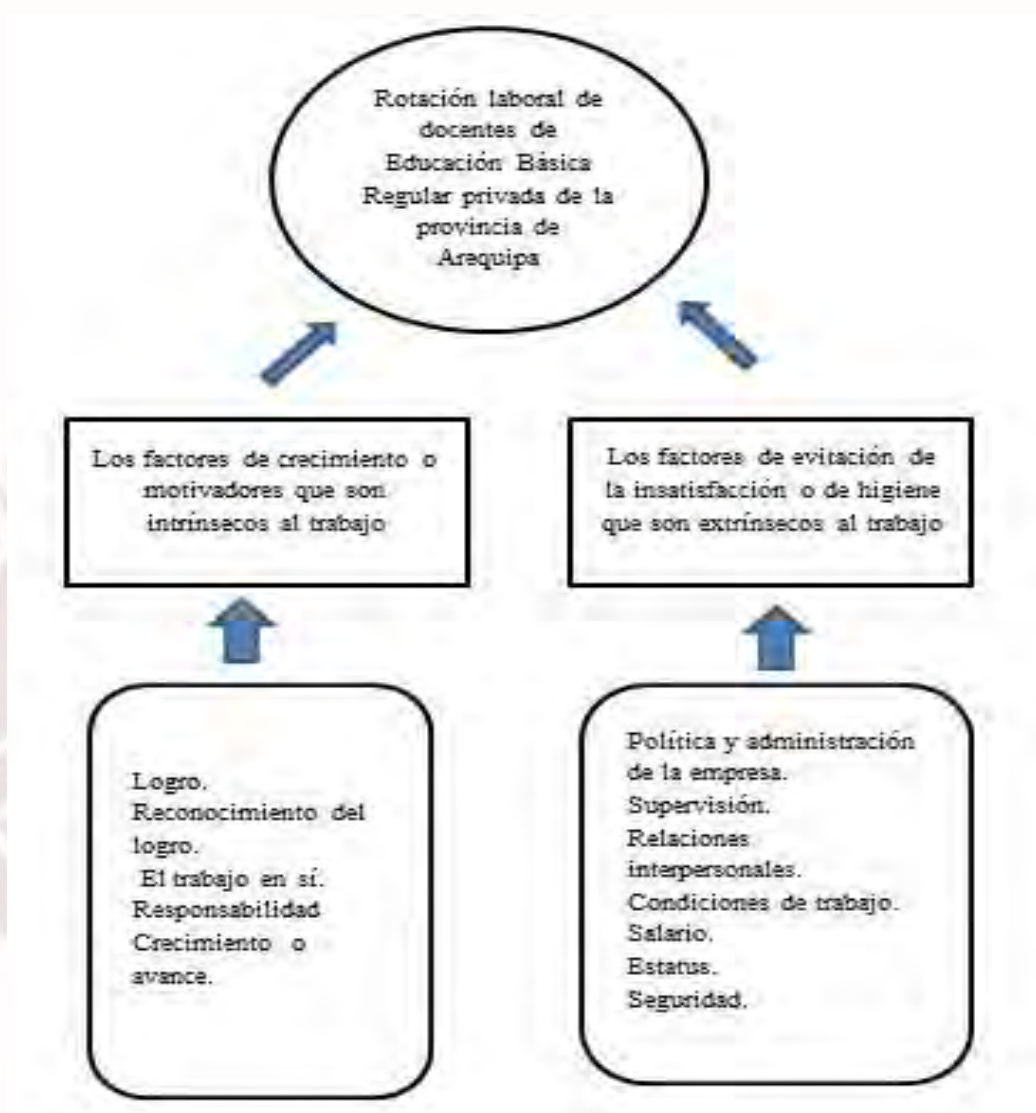 Rotación laboral de
docentes de
Educación Básica
Regular privada de la
provincia de
Arequipa
Los factores de crecimiento o
motivadores que son
intrínsecos al trabajo
Los factores de evitación de
la insatisfacción o de higiene
que son extrínsecos al trabajo
Logro.
Reconocimiento del
logro.
El trabajo en sí.
Responsabilidad
Crecimiento o
avance.
Política y administración
de la empresa.
Supervisión.
Relaciones
interpersonales.
Condiciones de trabajo.
Salario.
Estatus.
Seguridad.